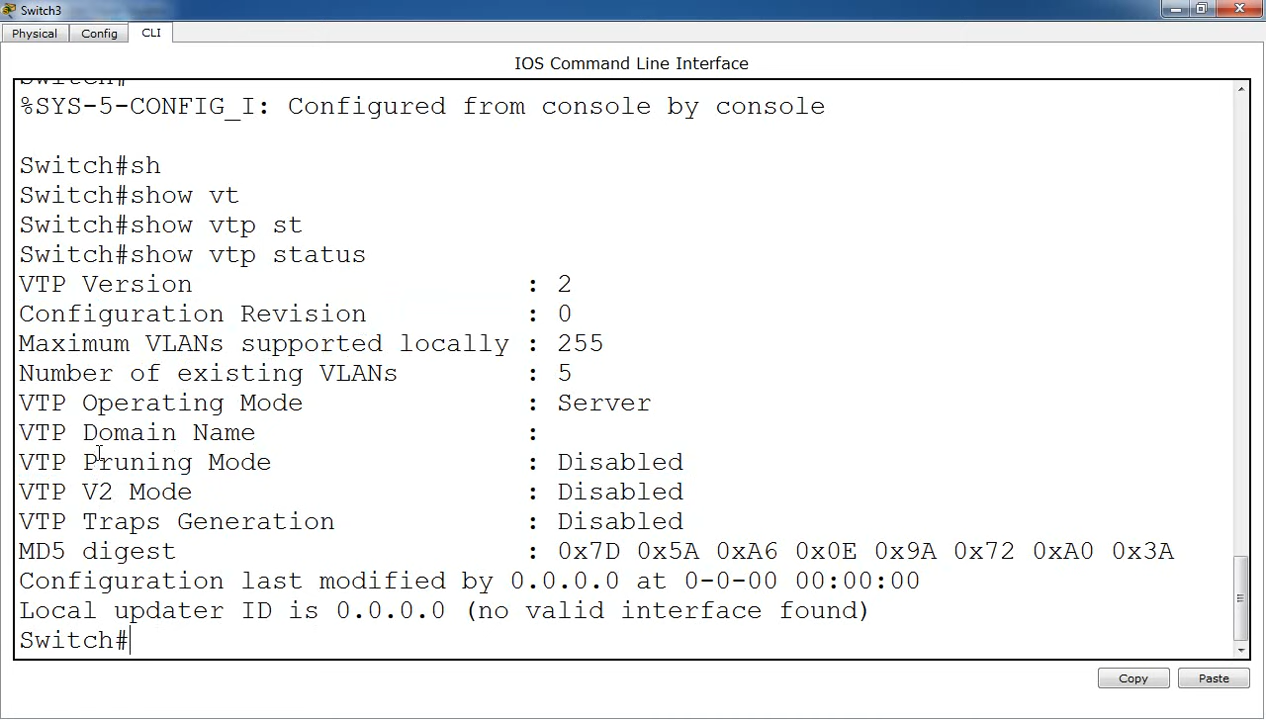 Switch3
Physical
Config
CLI
IOS Command Line Interface
Switch#
%SYS-5-CONFIG_I: Configured from console by console
Switch#sh
Switch#show vt
Switch#show vtp st
Switch#show vtp status
VTP Version : 2
Configuration Revision : 0
Maximum VLANs supported locally : 255
Number of existing VLANs : 5
VTP Operating Mode : Server
VTP Domain Name :
VTP Pruning Mode : Disabled
VTP V2 Mode : Disabled
VTP Traps Generation : Disabled
MD5 digest : 0x7D 0x5A 0xA6 0x0E 0x9A 0x72 0xA0 0x3A
Configuration last modified by 0.0.0.0 at 0-0-00 00:00:00
Local updater ID is 0.0.0.0 (no valid interface found)
Switch#
Copy
Paste